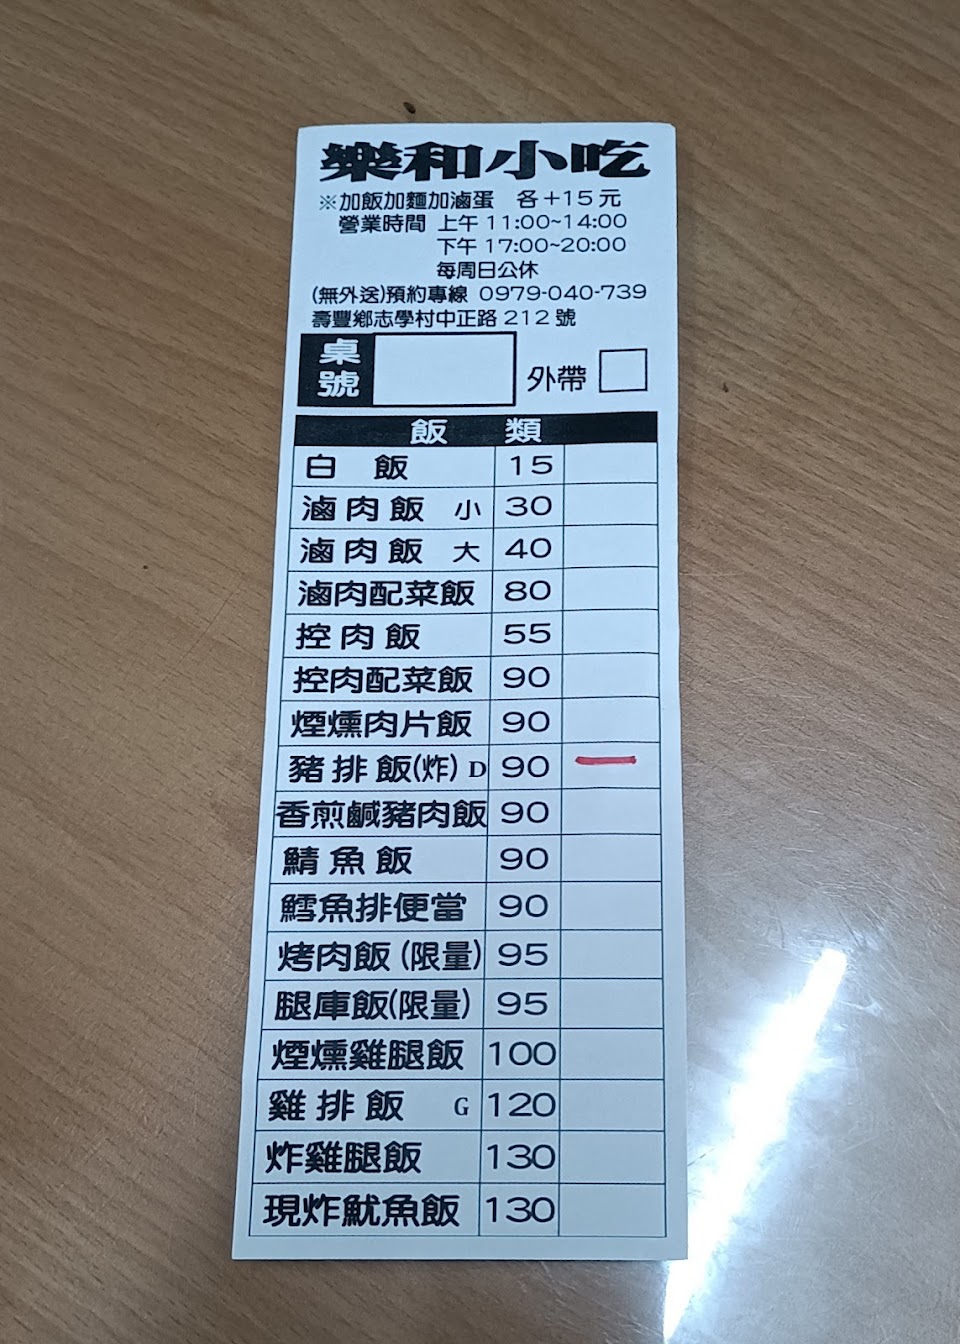 樂和小吃
※加飯加麵加滷蛋 各+15元
營業時間 上午11:00~14:00
下午17:00~20:00
每周日公休
(無外送)預約專線 0979-040-739
壽豐鄉志學村中正路212號
桌號 外帶
飯 類
白 飯 15
滷肉飯 小 30
滷肉飯 大 40
滷肉配菜飯 80
控肉飯 55
控肉配菜飯 90
煙燻肉片飯 90
豬排飯(炸) D 90 一
香煎鹹豬肉飯 90
鯖魚飯 90
鱈魚排便當 90
烤肉飯(限量) 95
腿庫飯(限量) 95
煙燻雞腿飯 100
雞排飯 G 120
炸雞腿飯 130
現炸魷魚飯 130